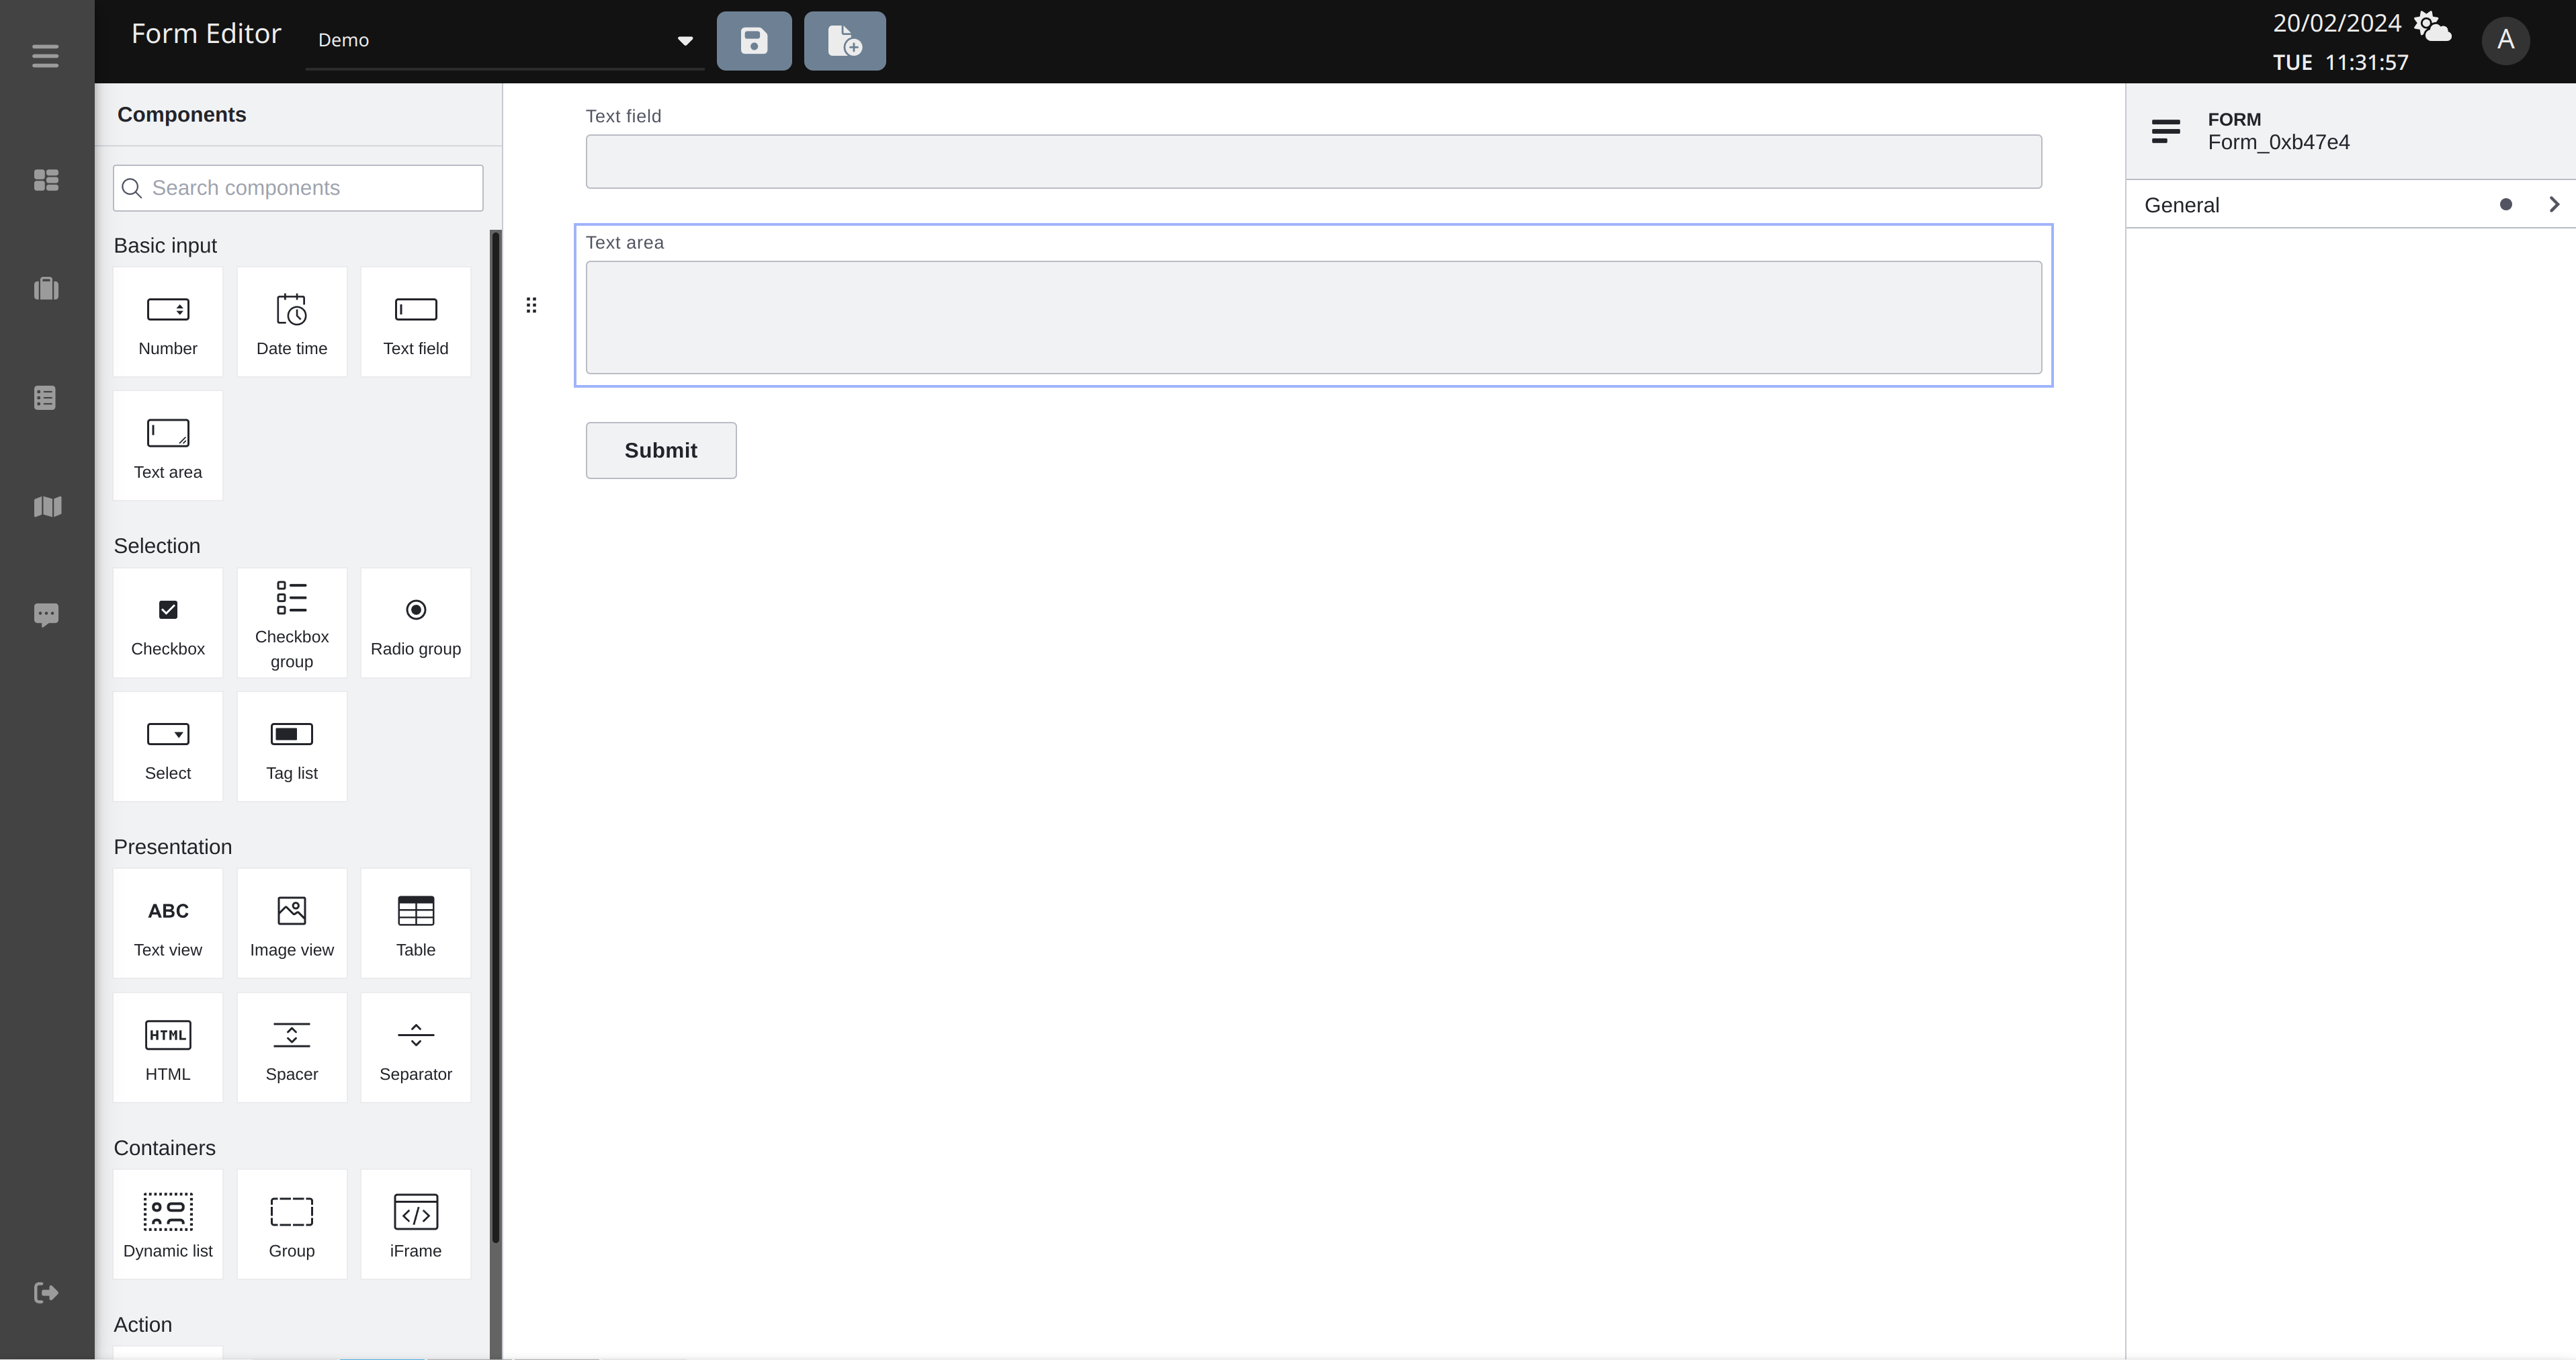 Form Editor
Demo
20/02/2024
TUE 11:31:57
A
Components
Search components
Basic input
Number
Date time
Text field
Text area
Selection
Checkbox
Checkbox
group
Radio group
Select
Tag list
Presentation
ABC
Text view
Image view
Table
HTML
HTML
Spacer
Separator
Containers
Dynamic list
Group
</>
iFrame
Action
Text field
Text area
Submit
FORM
Form_0xb47e4
General